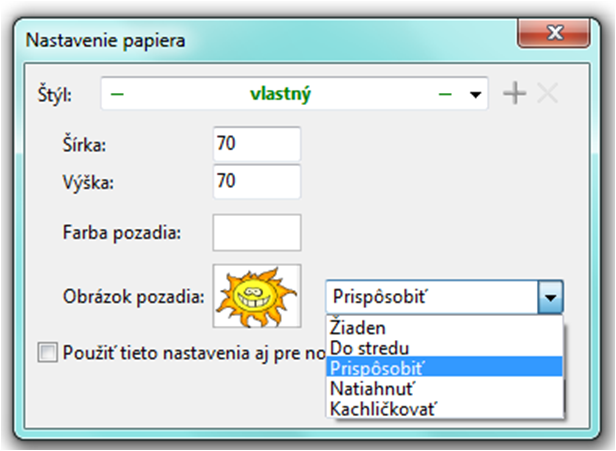 Nastavenie papiera
Štýl: – vlastný –
Šírka: 70
Výška: 70
Farba pozadia:
Obrázok pozadia: Prispôsobiť
Žiaden
Do stredu
Prispôsobiť
Natiahnuť
Kachličkovať
Použiť tieto nastavenia aj pre no